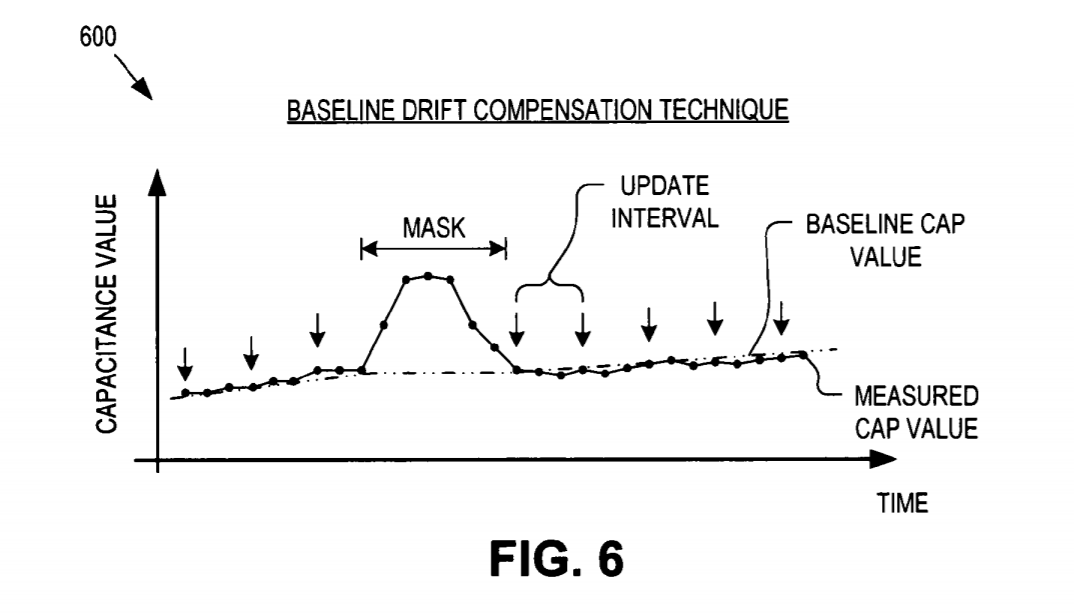 600
BASELINE DRIFT COMPENSATION TECHNIQUE
CAPACITANCE VALUE
MASK
UPDATE
INTERVAL
BASELINE CAP
VALUE
MEASURED
CAP VALUE
TIME
FIG. 6